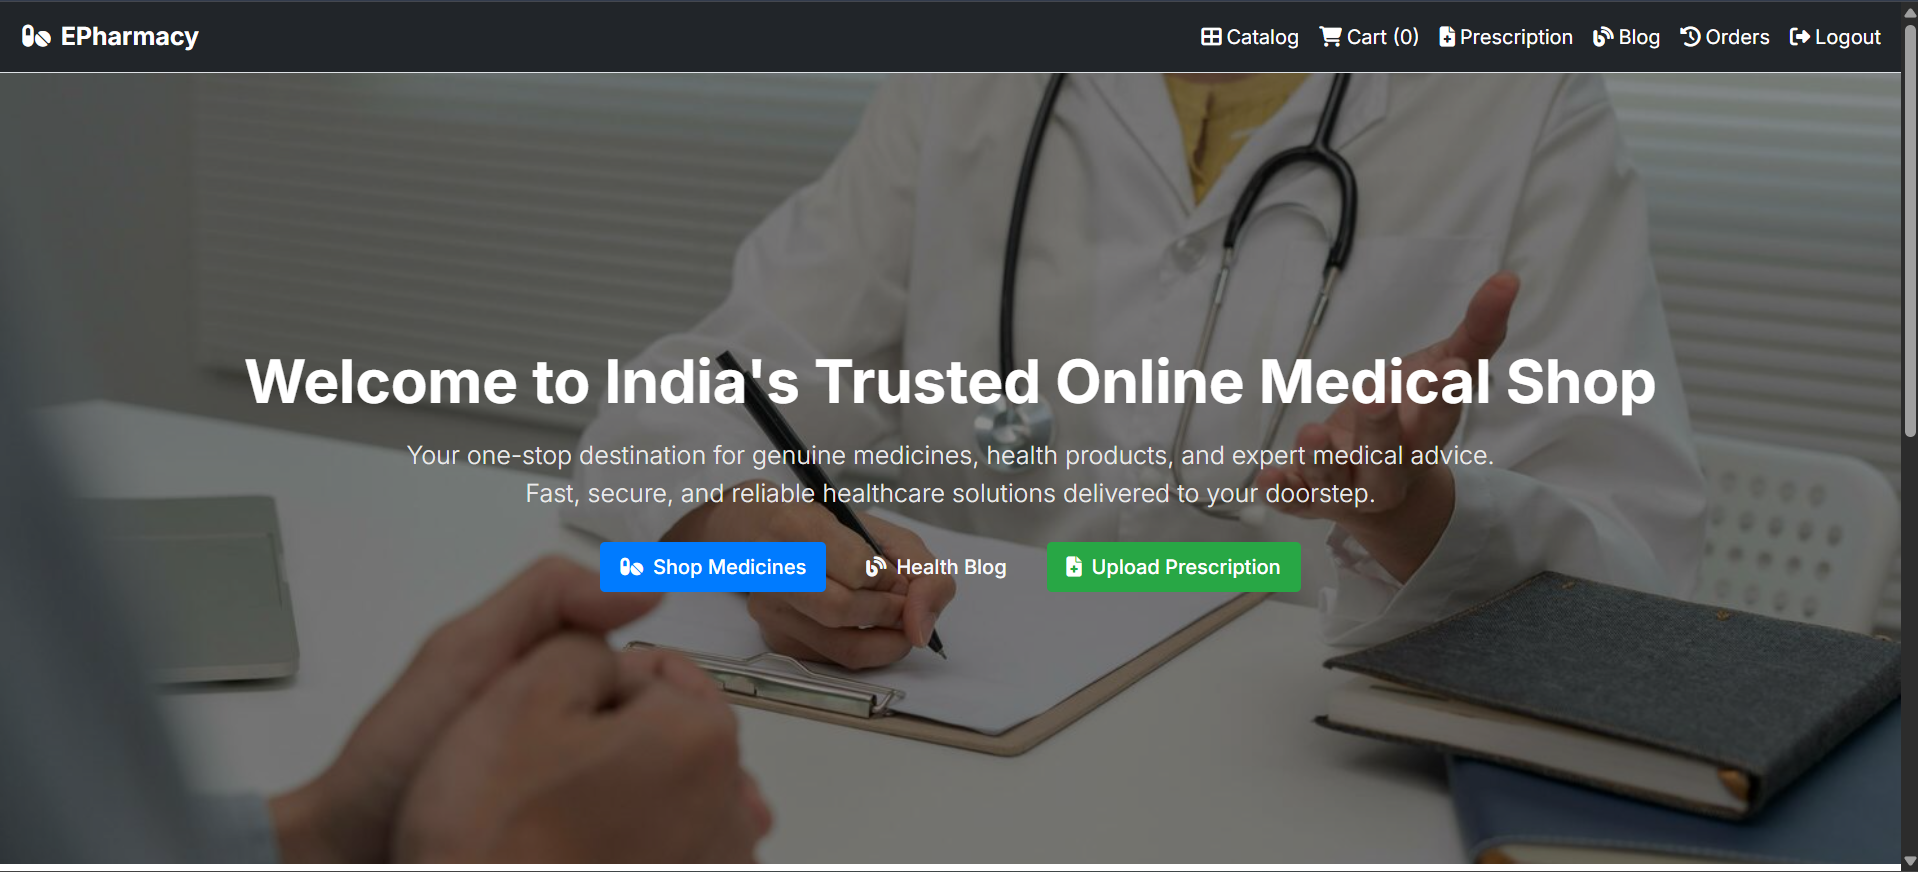 EPharmacy
Catalog Cart (0) Prescription Blog Orders Logout
Welcome to India's Trusted Online Medical Shop
Your one-stop destination for genuine medicines, health products, and expert medical advice.
Fast, secure, and reliable healthcare solutions delivered to your doorstep.
Shop Medicines Health Blog Upload Prescription